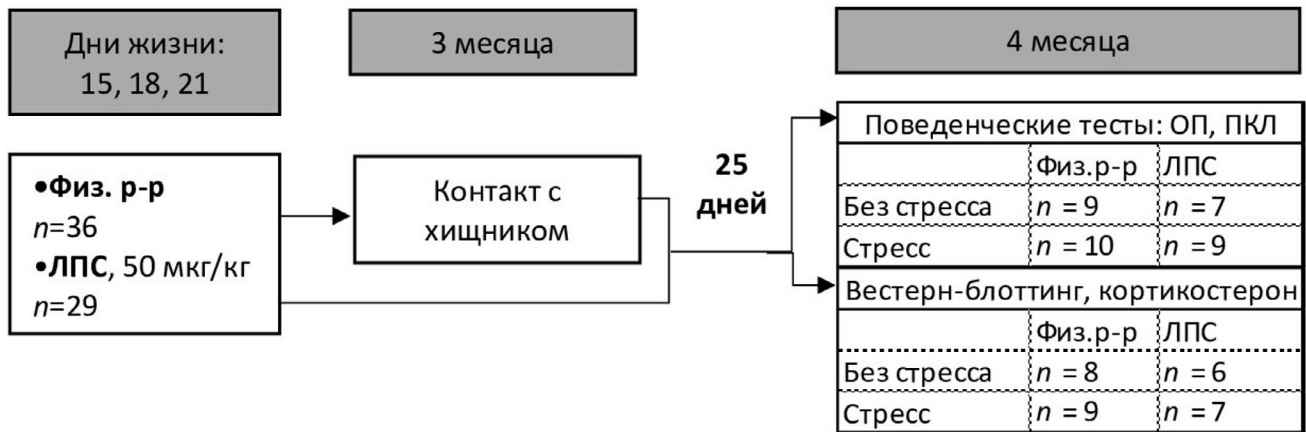 Дни жизни:
15, 18, 21
3 месяца
4 месяца
•Физ. р-р
n=36
•ЛПС, 50 мкг/кг
n=29
Контакт с
хищником
25
дней
Поведенческие тесты: ОП, ПКЛ
Физ.р-р ЛПС
Без стресса n = 9 n = 7
Стресс n = 10 n = 9
Вестерн-блоттинг, кортикостерон
Физ.р-р ЛПС
Без стресса n = 8 n = 6
Стресс n = 9 n = 7